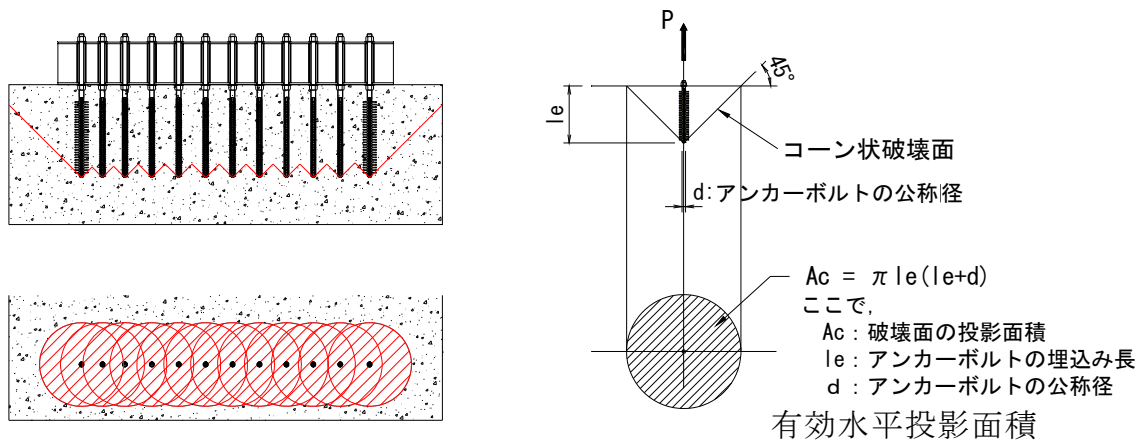 P
45°
le
コーン状破壊面
d:アンカーボルトの公称径
Ac = πle(le+d)
ここで,
Ac：破壊面の投影面積
le：アンカーボルトの埋込み長
d：アンカーボルトの公称径
有効水平投影面積